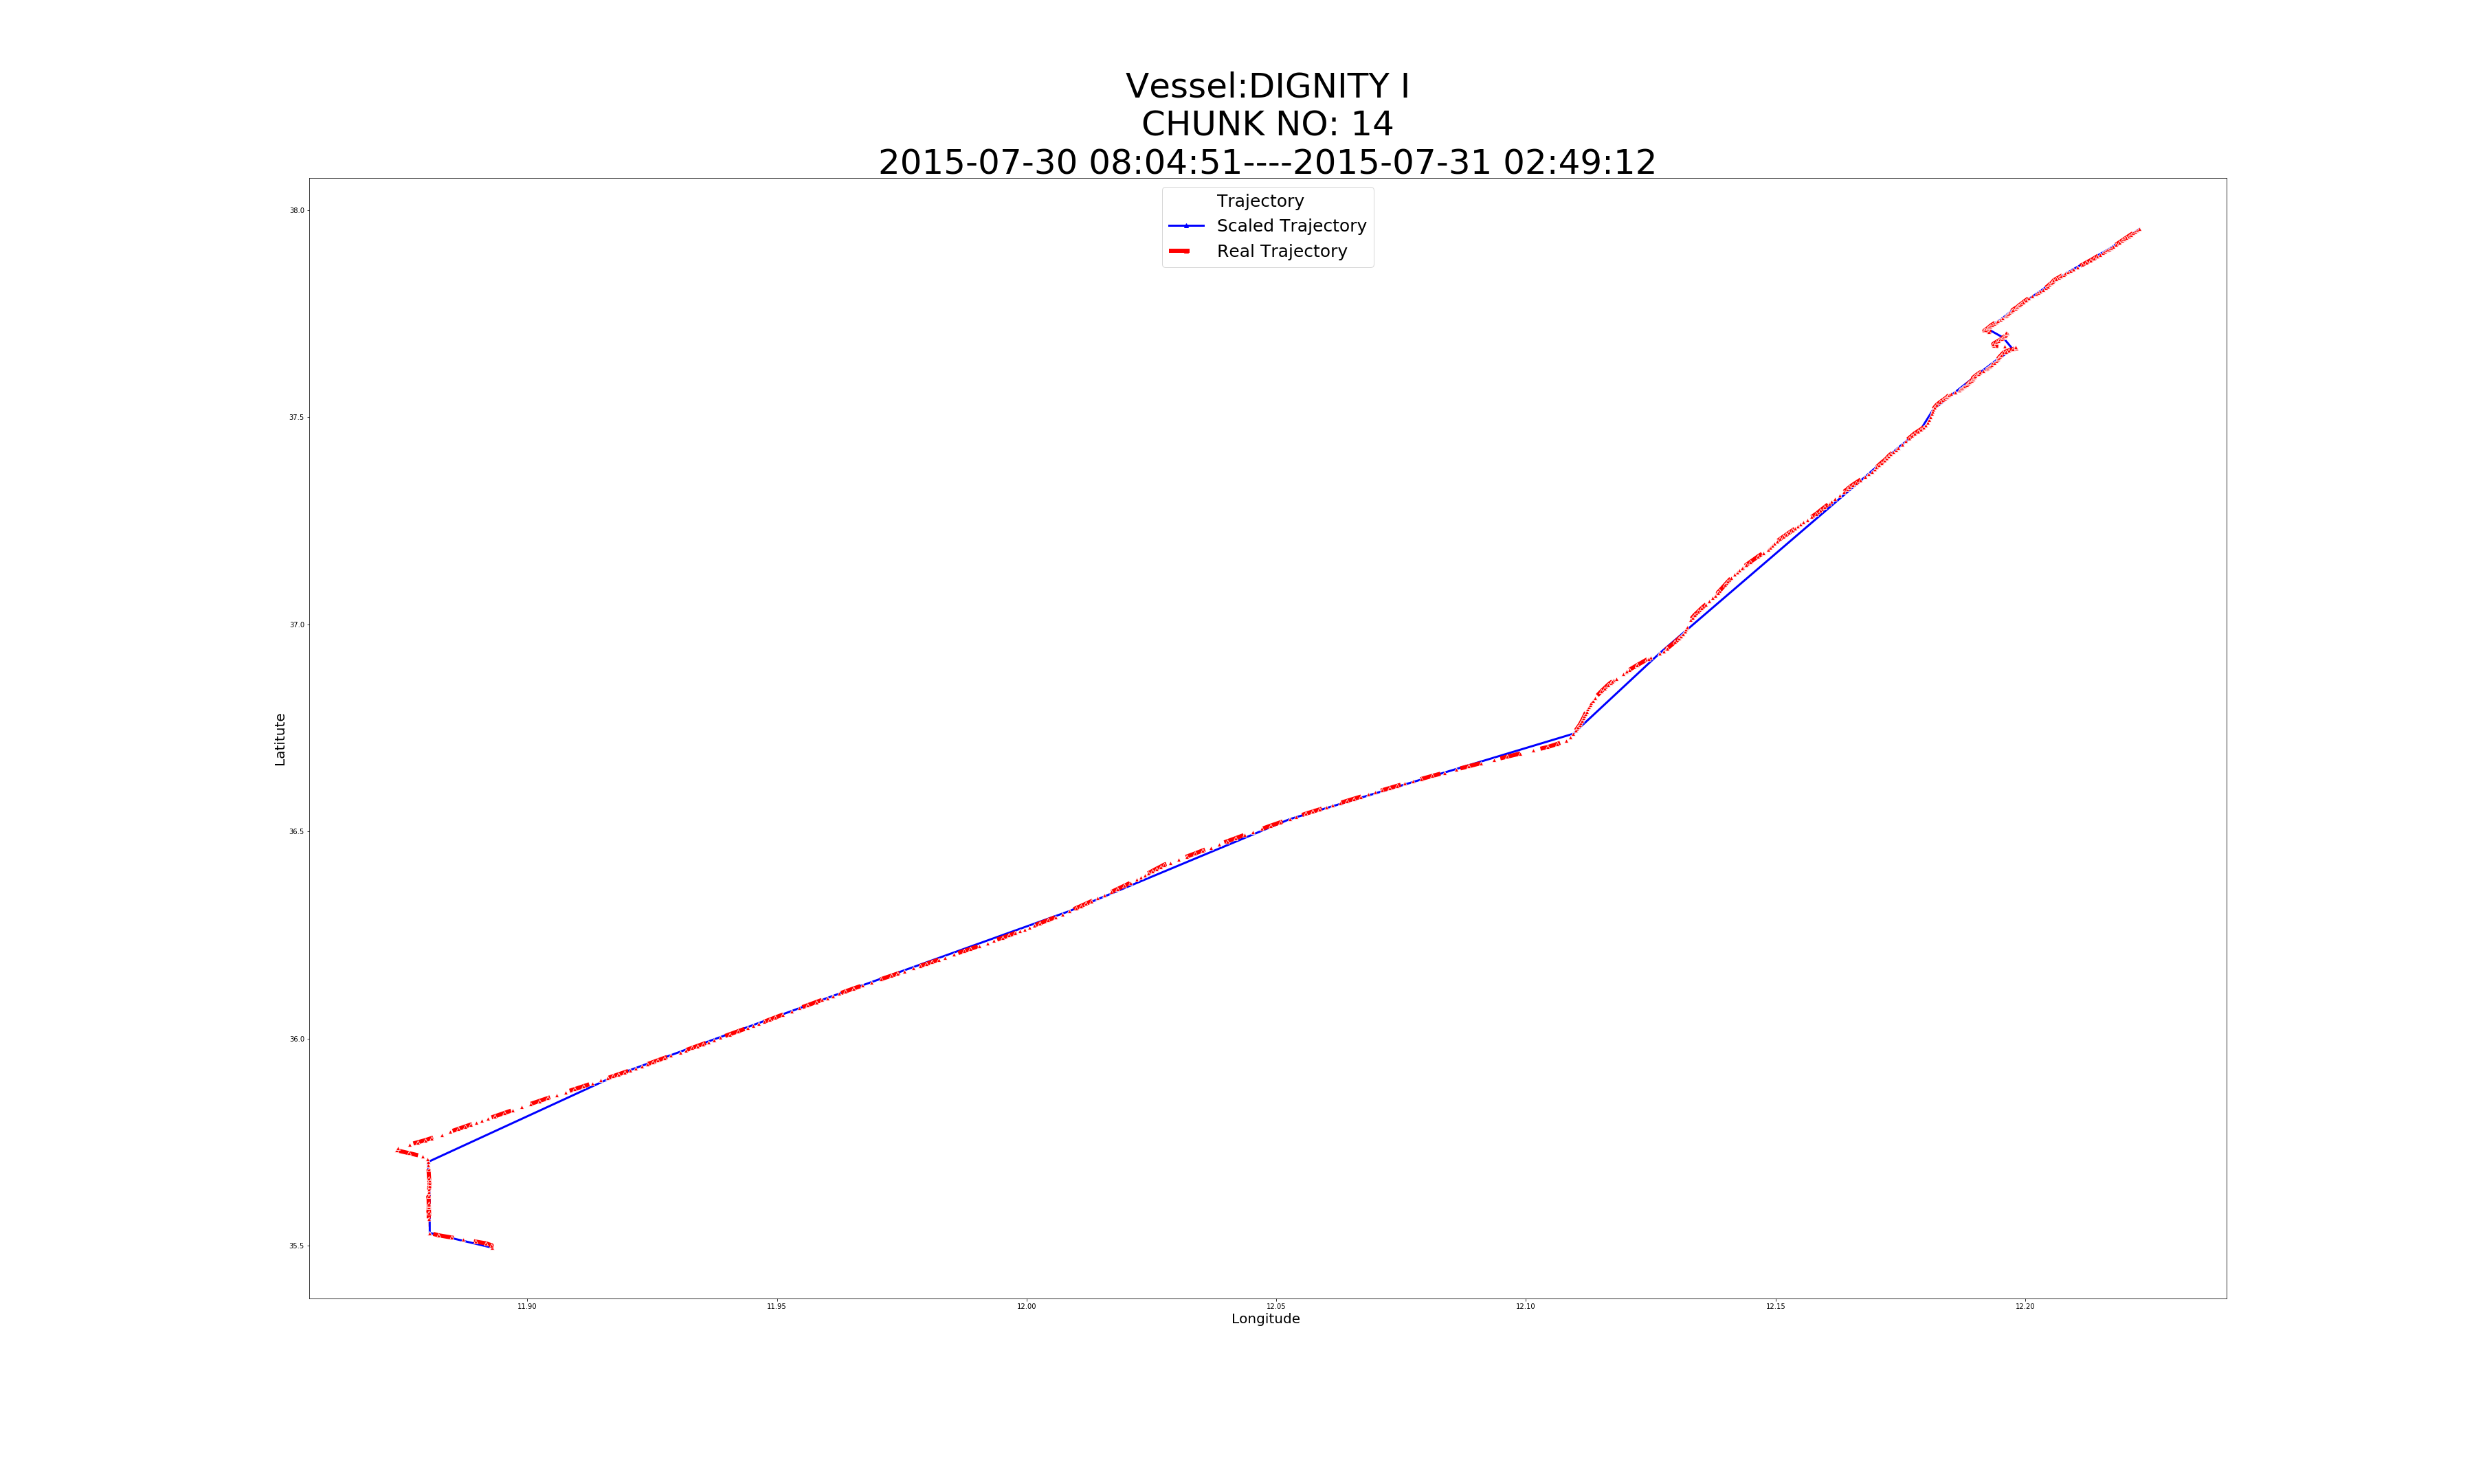 Vessel:DIGNITY I
CHUNK NO: 14
2015-07-30 08:04:51----2015-07-31 02:49:12
Trajectory
Scaled Trajectory
Real Trajectory
38.0
37.5
37.0
36.5
36.0
35.5
Latitute
11.90 11.95 12.00 12.05 12.10 12.15 12.20
Longitude